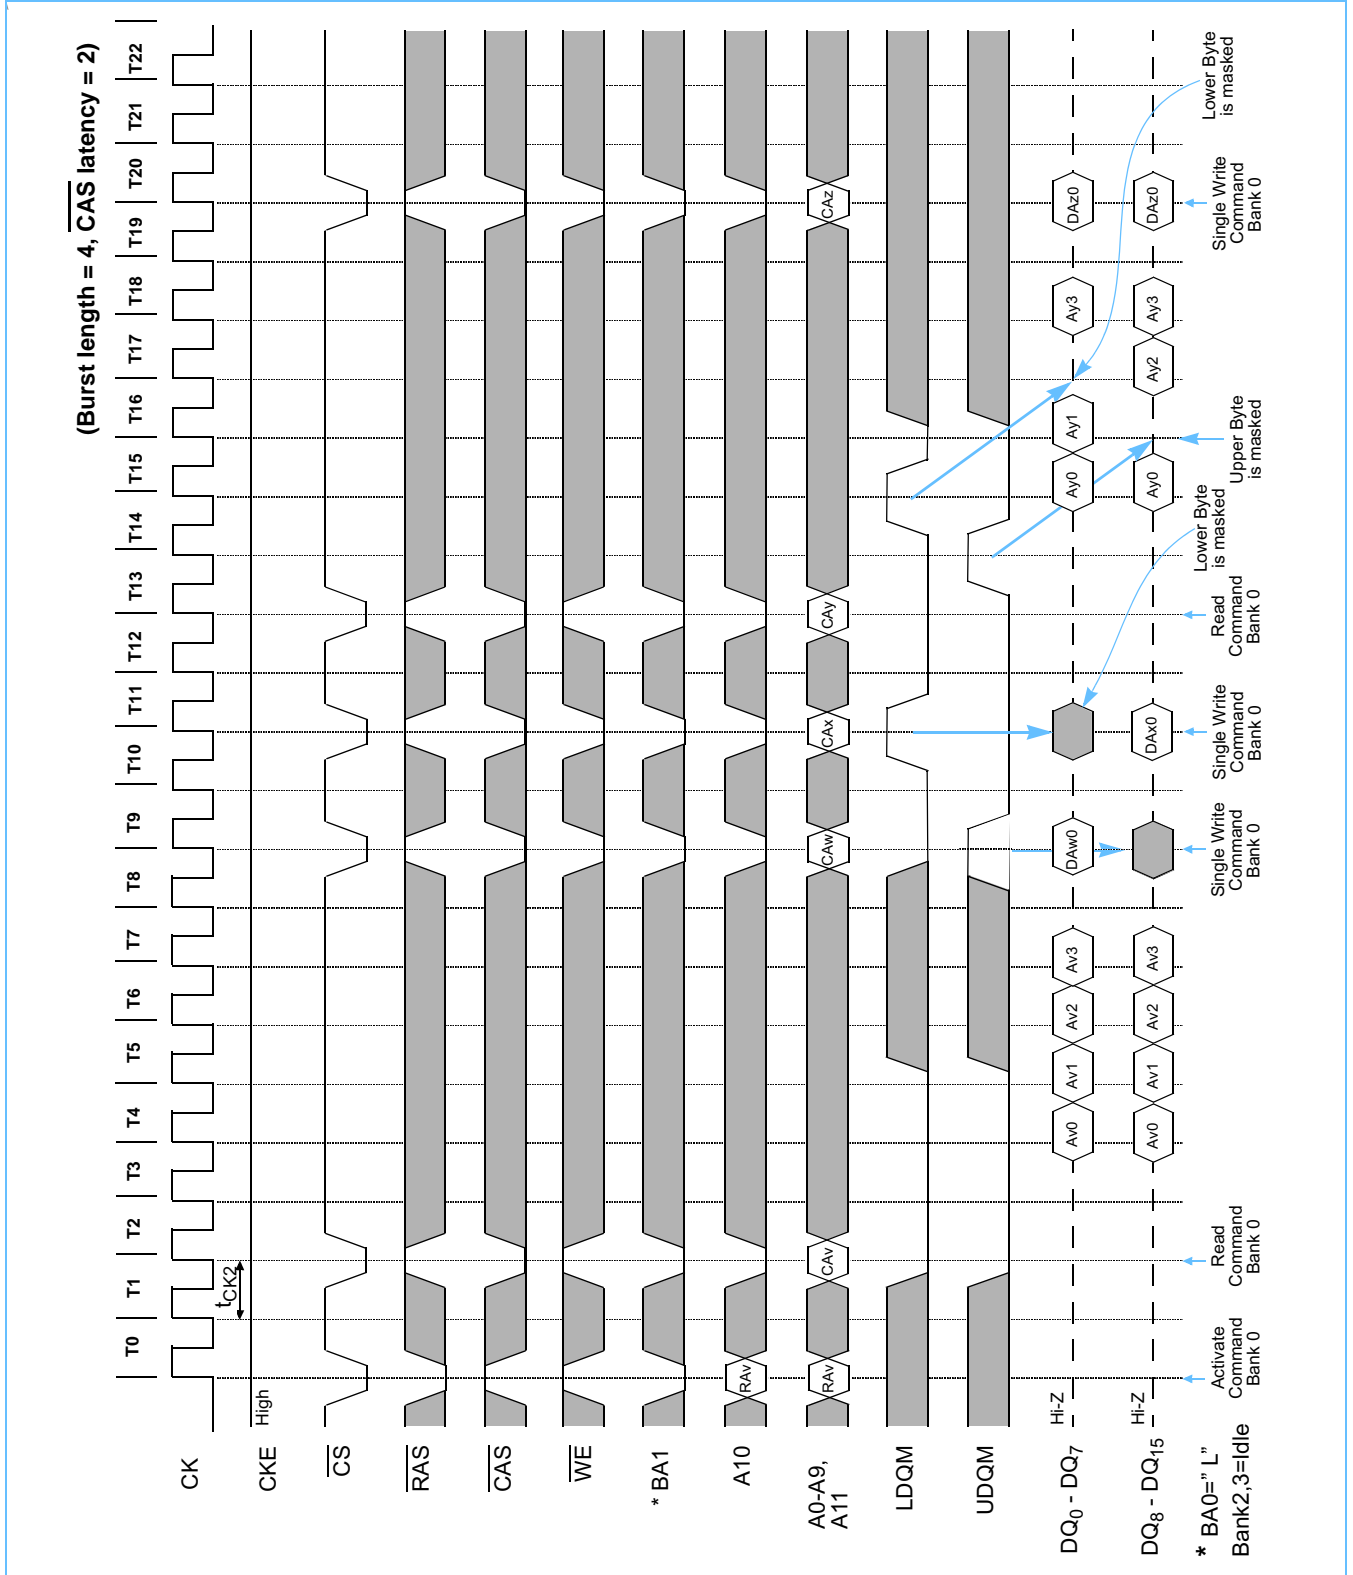 (Burst length = 4, CAS latency = 2)
T0 T1 T2 T3 T4 T5 T6 T7 T8 T9 T10 T11 T12 T13 T14 T15 T16 T17 T18 T19 T20 T21 T22
CK
tCK2
CKE
High
CS
RAS
CAS
WE
* BA1
A10
RAv
A0-A9,
A11
RAv CAv CAw CAx CAy CAz
LDQM
UDQM
DQ0 - DQ7
Hi-Z
Av0 Av1 Av2 Av3 DAw0 Ay0 Ay1 Ay3 DAz0
DQ8 - DQ15
Hi-Z
Av0 Av1 Av2 Av3 DAx0 Ay0 Ay2 Ay3 DAz0
* BA0=” L”
Bank2,3=Idle
Activate
Command
Bank 0
Read
Command
Bank 0
Single Write
Command
Bank 0
Single Write
Command
Bank 0
Read
Command
Bank 0
Lower Byte
is masked
Upper Byte
is masked
Single Write
Command
Bank 0
Lower Byte
is masked